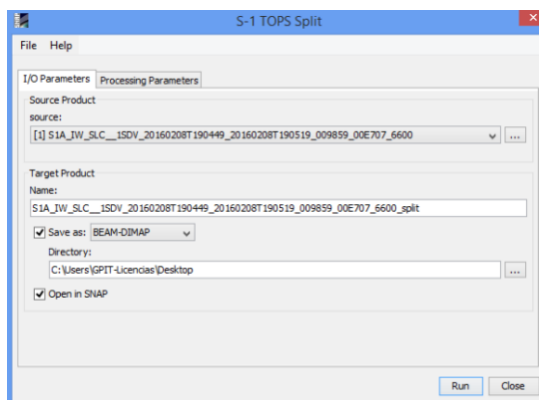 S-1 TOPS Split
File Help
I/O Parameters Processing Parameters
Source Product
source:
[1] S1A_IW_SLC__1SDV_20160208T190449_20160208T190519_009859_00E707_6600
...
Target Product
Name:
S1A_IW_SLC__1SDV_20160208T190449_20160208T190519_009859_00E707_6600_split
Save as: BEAM-DIMAP
Directory:
C:\Users\GPIT-Licencias\Desktop
...
Open in SNAP
Run Close